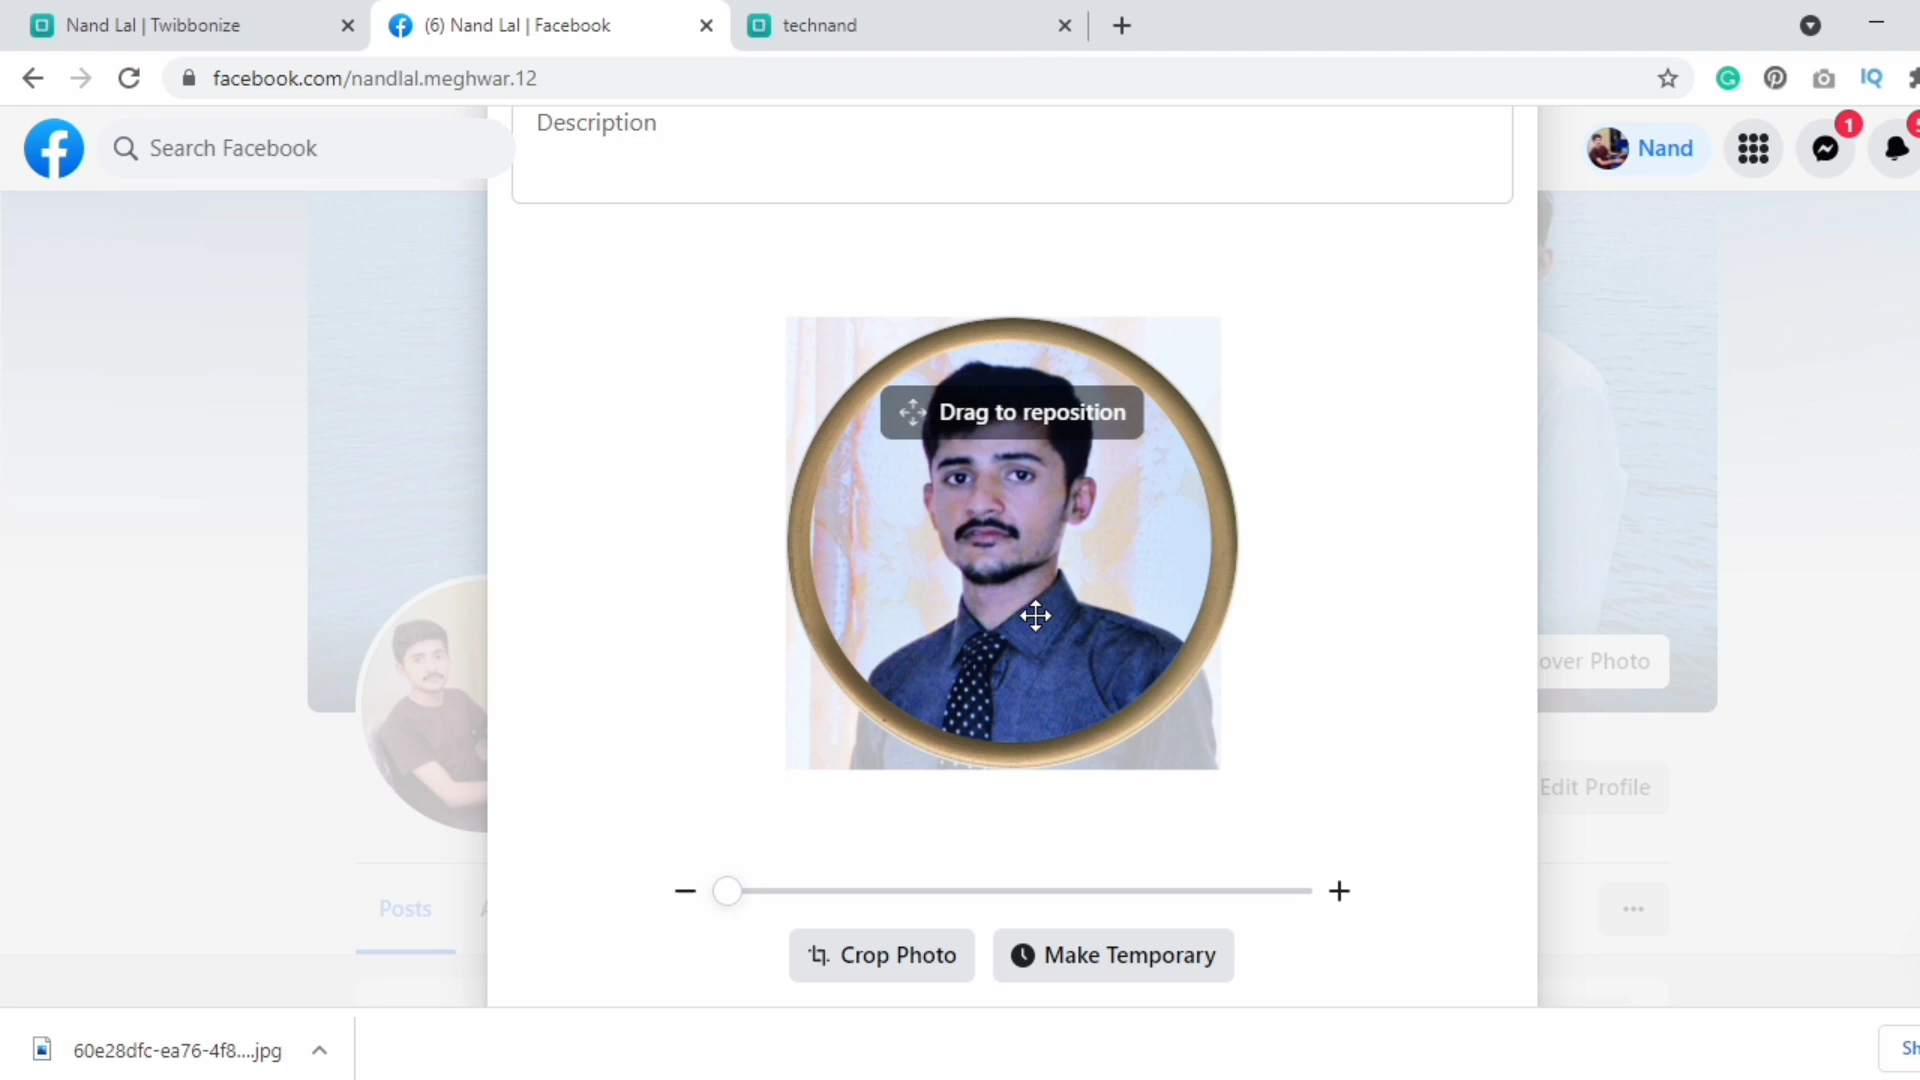 Nand Lal | Twibbonize
(6) Nand Lal | Facebook
technand
facebook.com/nandlal.meghwar.12
IQ
Search Facebook
Description
Nand
1
Drag to reposition
over Photo
Edit Profile
Posts
Crop Photo
Make Temporary
60e28dfc-ea76-4f8....jpg
Sh